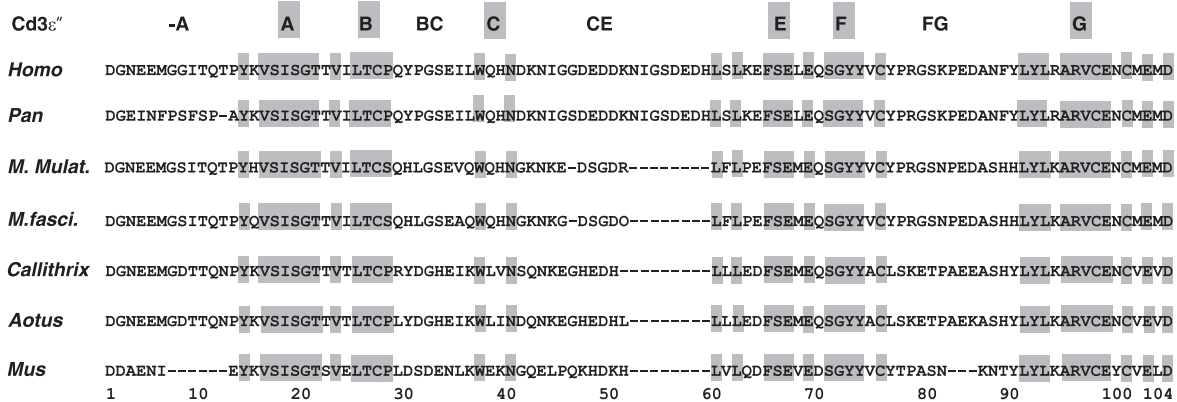 Cd3ε″ -A A B BC C CE E F FG G
Homo DGNEEMGGITQTPYKVSISGTTVILTCPQYPGSEILWQHNDKNIGGDEDDKNIGSDEDHLSLKEFSELEQSGYYVCYPRGSKPEDANFYLYLRARVCENCMEMD
Pan DGEINFPSFSP-AYKVSISGTTVILTCPQYPGSEILWQHNDKNIGSDEDDKNIGSDEDHLSLKEFSELEQSGYYVCYPRGSKPEDANFYLYLRARVCENCMEMD
M. Mulat. DGNEEMGSITQTPYHVSISGTTVILTCSQHLGSEVQWQHNGKNKE-DSGDR--------LFLPEFSEMEQSGYYVCYPRGSNPEDASHHLYLKARVCENCMEMD
M.fasci. DGNEEMGSITQTPYQVSISGTTVILTCSQHLGSEAQWQHNGKNKG-DSGDO--------LFLPEFSEMEQSGYYVCYPRGSNPEDASHHLYLKARVCENCMEMD
Callithrix DGNEEMGDTTQNPYKVSISGTTVTLTCPRYDGHEIKWLVNSQNKEGHEDH---------LLLEDFSEMEQSGYYACLSKETPAEEASHYLYLKARVCENCVEVD
Aotus DGNEEMGDTTQNPYKVSISGTTVTLTCPLYDGHEIKWLINDQNKEGHEDHL--------LLLEDFSEMEQSGYYACLSKETPAEKASHYLYLKARVCENCVEVD
Mus DDAENI------EYKVSISGTSVELTCPLDSDENLKWEKNGQELPQKHDKH--------LVLQDFSEVEDSGYYVCYTPASN---KNTYLYLKARVCEYCVELD
1 10 20 30 40 50 60 70 80 90 100 104